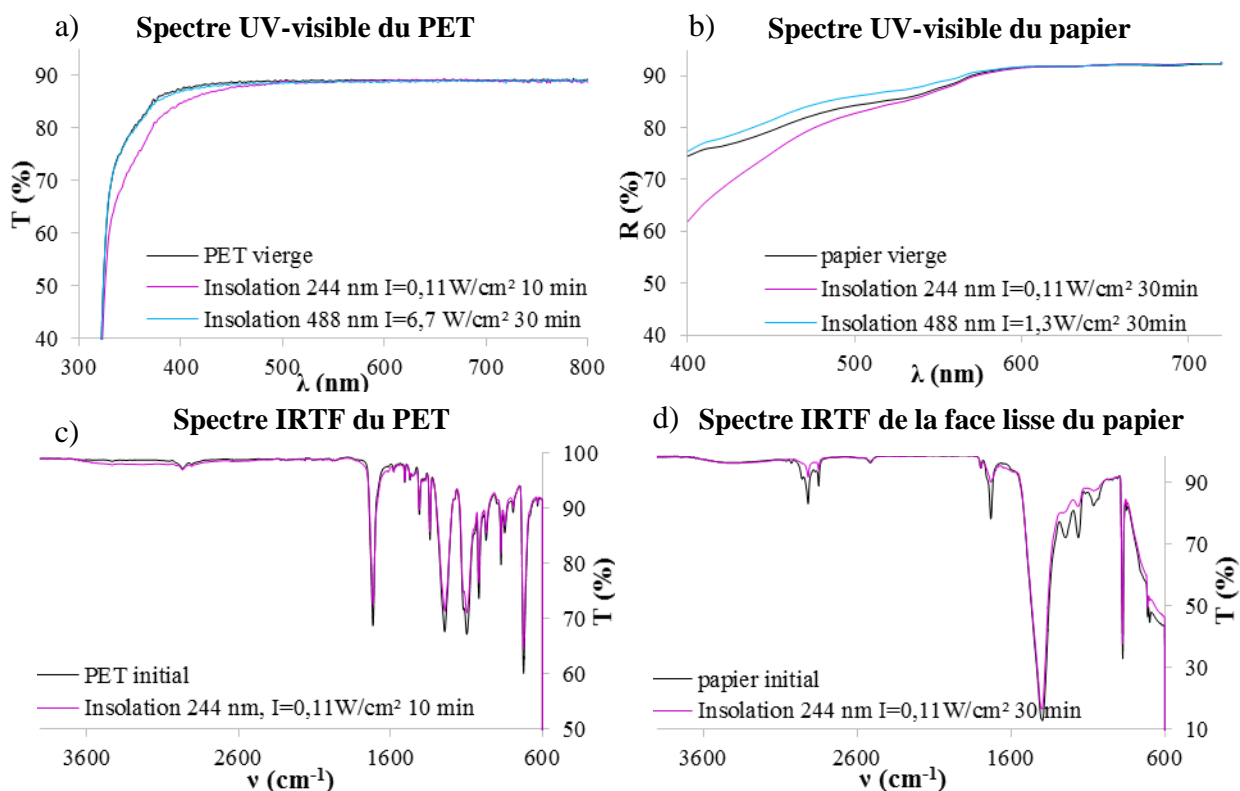 a) Spectre UV-visible du PET
90
80
70
60
50
40
T (%)
PET vierge
Insolation 244 nm I=0,11W/cm² 10 min
Insolation 488 nm I=6,7 W/cm² 30 min
300 400 500 600 700 800
λ (nm)
b) Spectre UV-visible du papier
90
80
70
60
50
40
R (%)
papier vierge
Insolation 244 nm I=0,11W/cm² 30min
Insolation 488 nm I=1,3W/cm² 30min
400 500 600 700
λ (nm)
c) Spectre IRTF du PET
100
90
80
70
60
50
T (%)
PET initial
Insolation 244 nm, I=0,11W/cm² 10 min
3600 2600 1600 600
ν (cm⁻¹)
d) Spectre IRTF de la face lisse du papier
90
70
50
30
10
T (%)
papier initial
Insolation 244 nm I=0,11W/cm² 30 min
3600 2600 1600 600
ν (cm⁻¹)